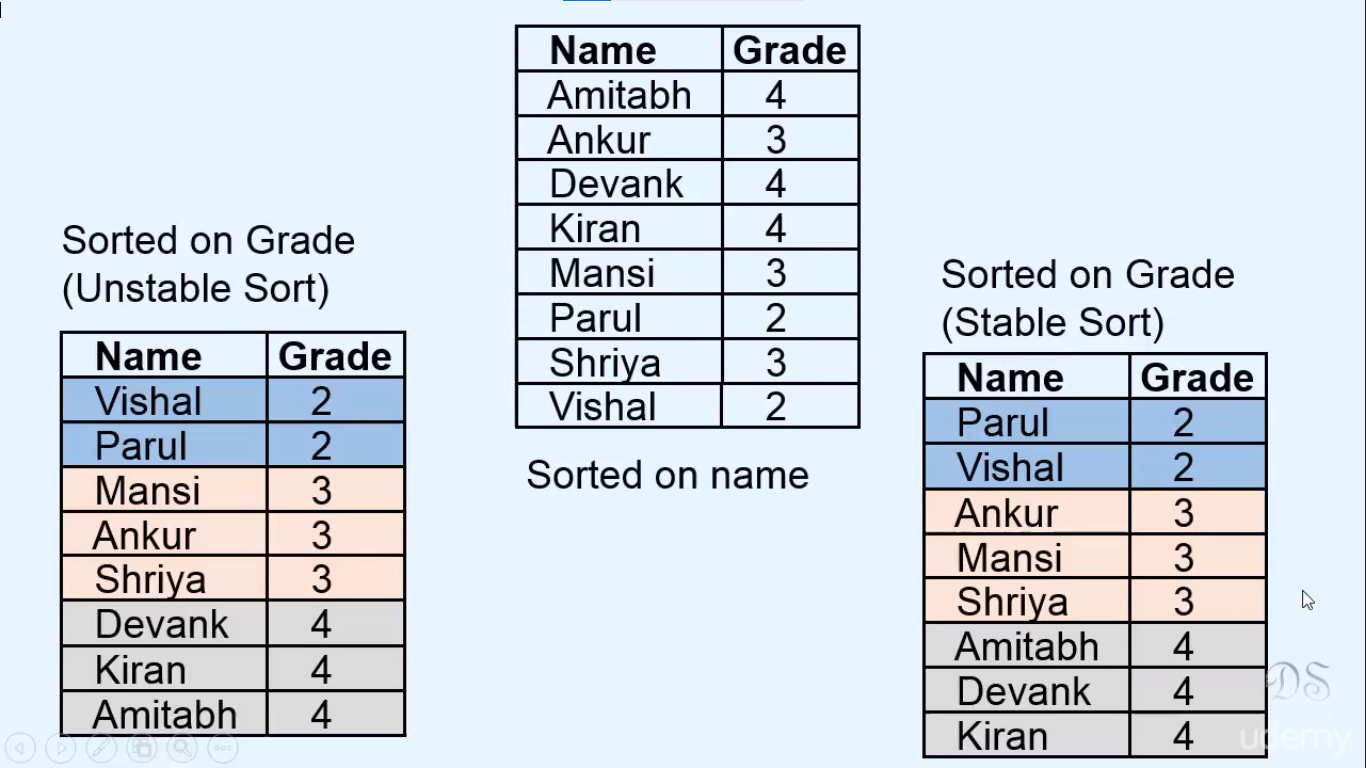 Name Grade
Amitabh 4
Ankur 3
Devank 4
Kiran 4
Mansi 3
Parul 2
Shriya 3
Vishal 2
Sorted on name
Sorted on Grade
(Unstable Sort)
Name Grade
Vishal 2
Parul 2
Mansi 3
Ankur 3
Shriya 3
Devank 4
Kiran 4
Amitabh 4
Sorted on Grade
(Stable Sort)
Name Grade
Parul 2
Vishal 2
Ankur 3
Mansi 3
Shriya 3
Amitabh 4
Devank 4
Kiran 4
DS
udemy